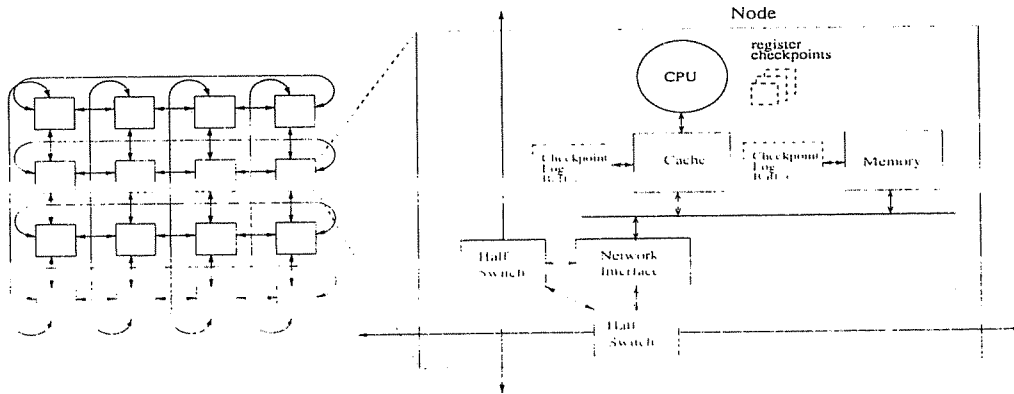 Node
register
checkpoints
CPU
Checkpoint
Log
Cache
Checkpoint
Log
Memory
Half
Switch
Network
Interface
Half
Switch